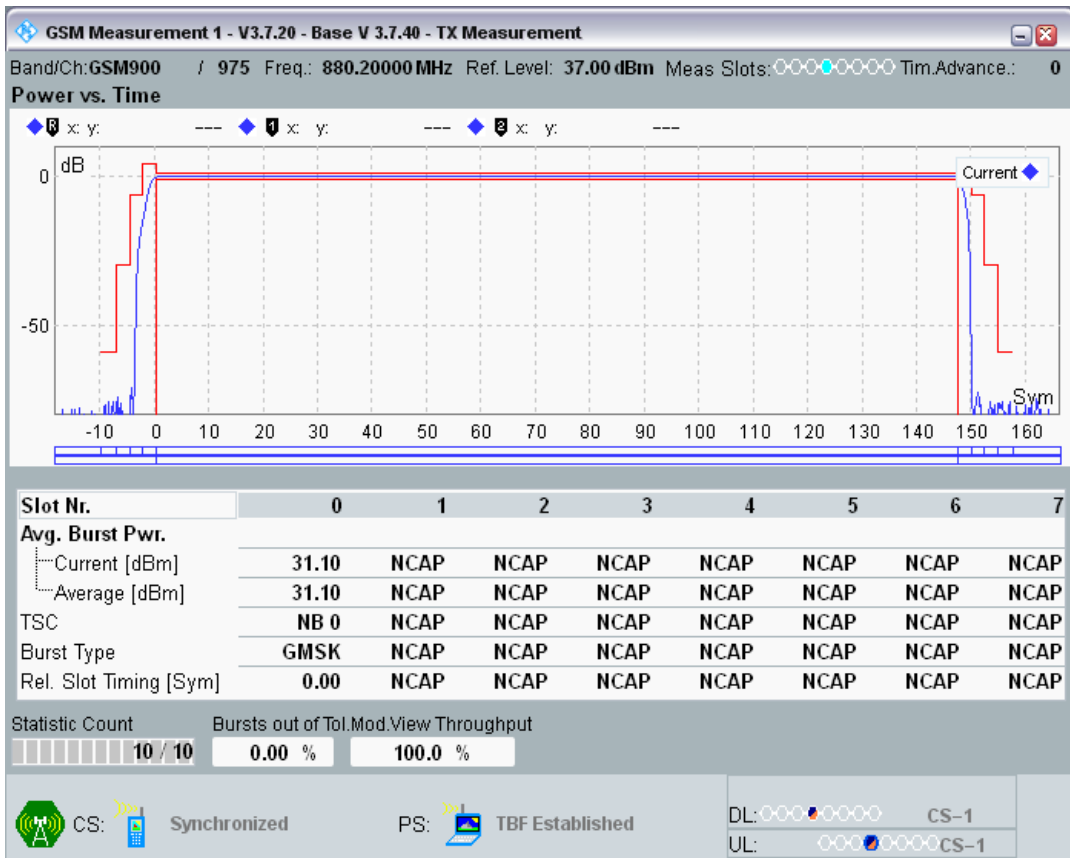 GSM Measurement 1 - V3.7.20 - Base V 3.7.40 - TX Measurement
Band/Ch:GSM900 / 975 Freq.: 880.20000 MHz Ref. Level: 37.00 dBm Meas Slots: Tim.Advance.: 0
Power vs. Time
R x: y: --- 1 x: y: --- 2 x: y: ---
dB
Current
0
-50
Sym
-10 0 10 20 30 40 50 60 70 80 90 100 110 120 130 140 150 160
Slot Nr. 0 1 2 3 4 5 6 7
Avg. Burst Pwr.
Current [dBm] 31.10 NCAP NCAP NCAP NCAP NCAP NCAP NCAP
Average [dBm] 31.10 NCAP NCAP NCAP NCAP NCAP NCAP NCAP
TSC NB 0 NCAP NCAP NCAP NCAP NCAP NCAP NCAP
Burst Type GMSK NCAP NCAP NCAP NCAP NCAP NCAP NCAP
Rel. Slot Timing [Sym] 0.00 NCAP NCAP NCAP NCAP NCAP NCAP NCAP
Statistic Count Bursts out of Tol.Mod.View Throughput
10 / 10 0.00 % 100.0 %
CS: Synchronized PS: TBF Established
DL: CS-1
UL: CS-1